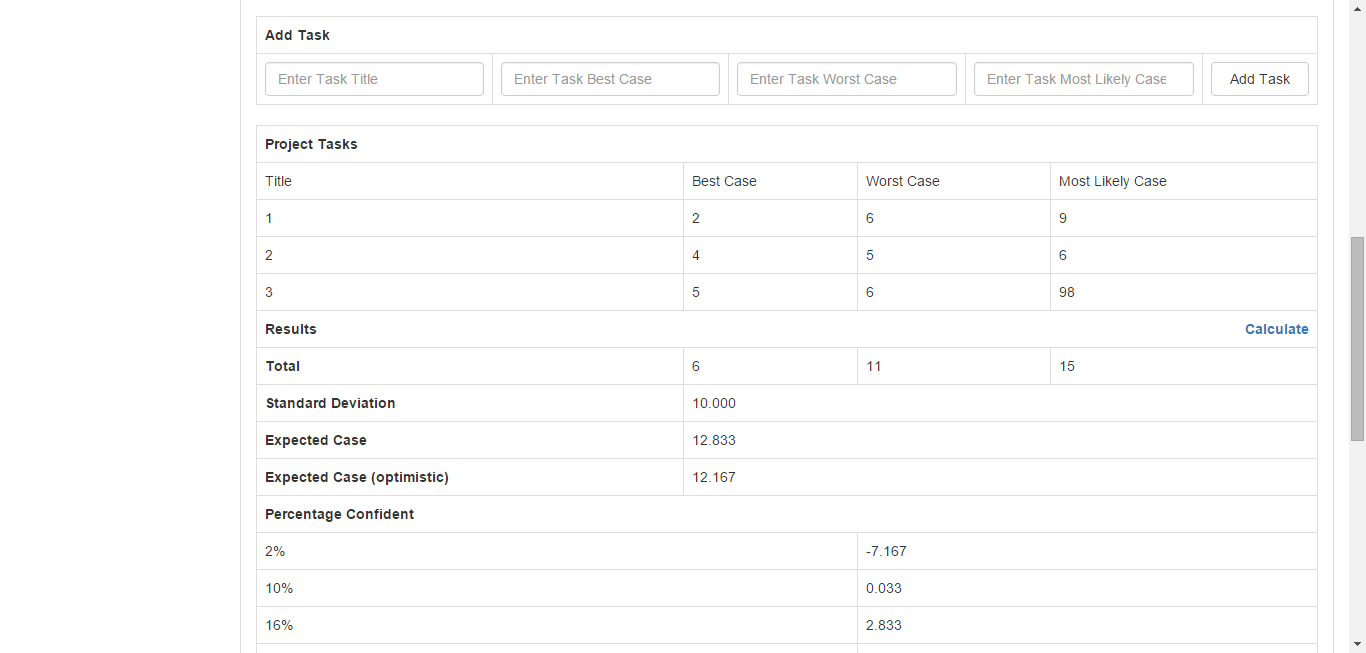 Add Task
Enter Task Title Enter Task Best Case Enter Task Worst Case Enter Task Most Likely Case Add Task
Project Tasks
Title Best Case Worst Case Most Likely Case
1 2 6 9
2 4 5 6
3 5 6 98
Results Calculate
Total 6 11 15
Standard Deviation 10.000
Expected Case 12.833
Expected Case (optimistic) 12.167
Percentage Confident
2% -7.167
10% 0.033
16% 2.833